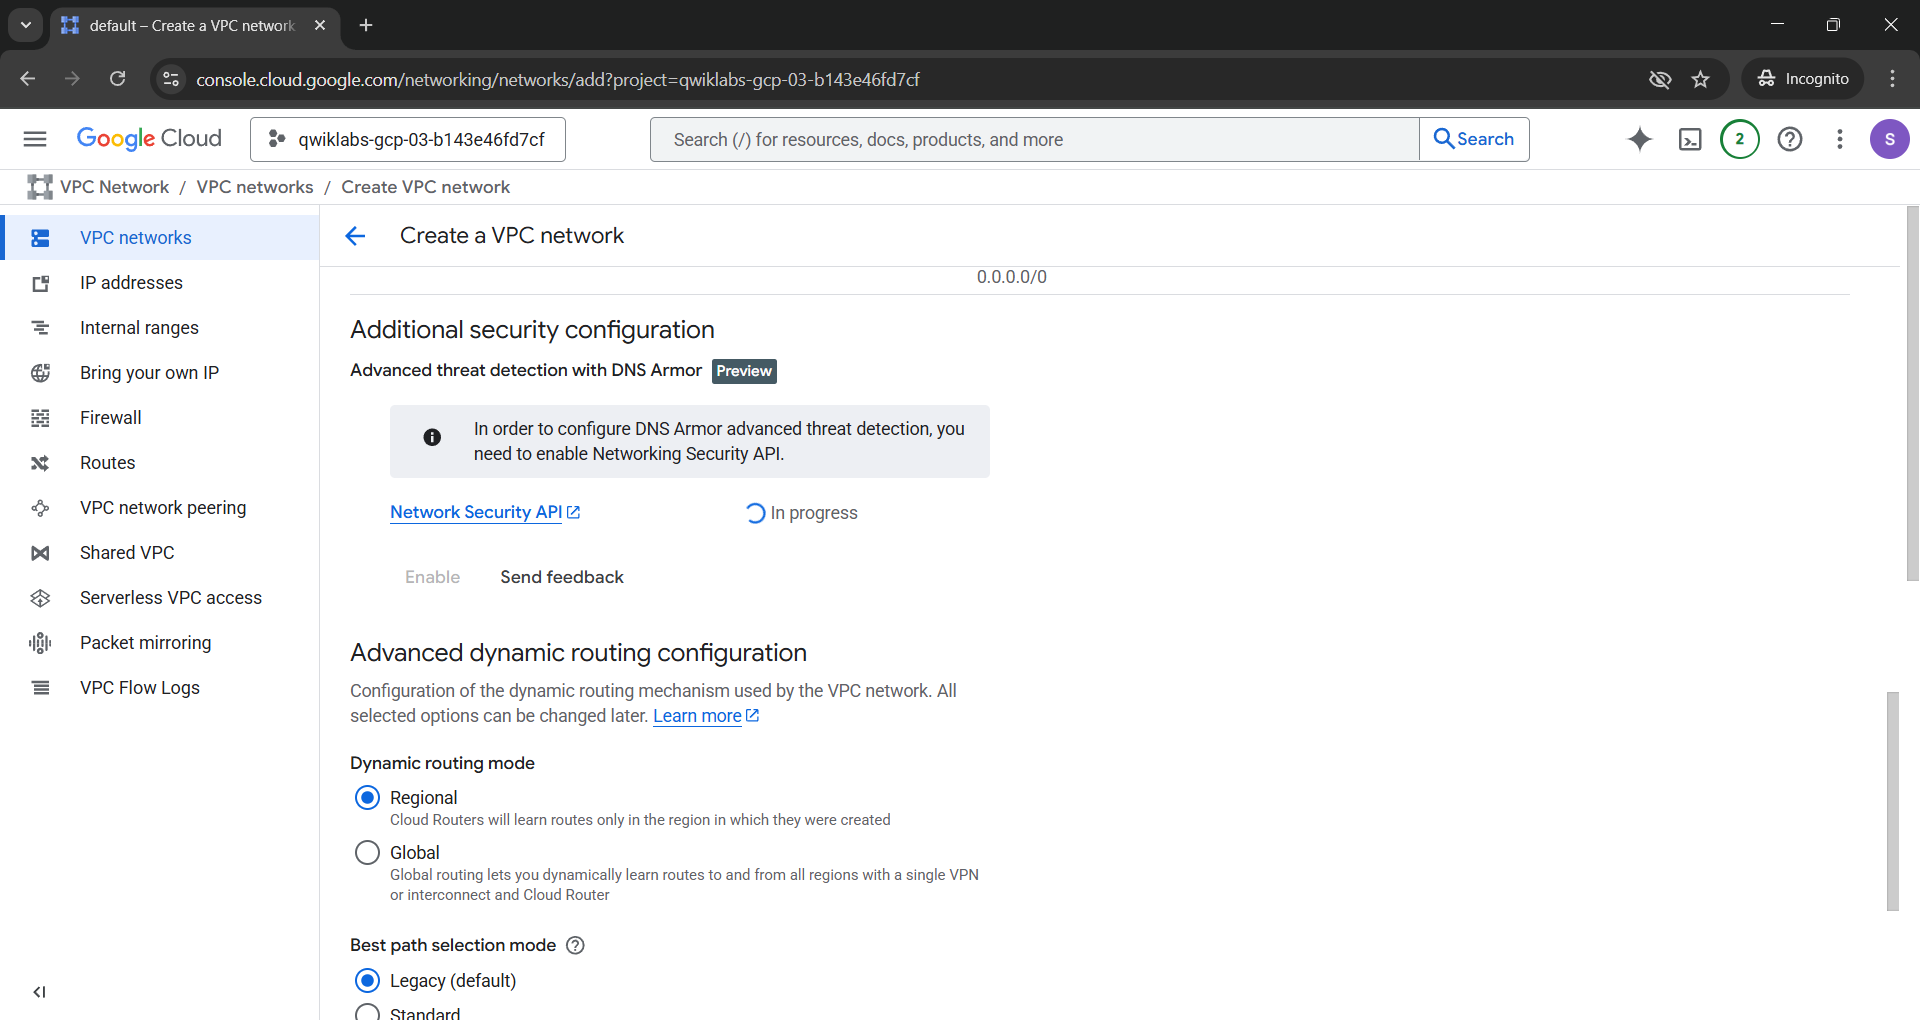 default – Create a VPC network
console.cloud.google.com/networking/networks/add?project=qwiklabs-gcp-03-b143e46fd7cf
Incognito
Google Cloud
qwiklabs-gcp-03-b143e46fd7cf
Search (/) for resources, docs, products, and more
Search
2
S
VPC Network / VPC networks / Create VPC network
VPC networks
IP addresses
Internal ranges
Bring your own IP
Firewall
Routes
VPC network peering
Shared VPC
Serverless VPC access
Packet mirroring
VPC Flow Logs
Create a VPC network
0.0.0.0/0
Additional security configuration
Advanced threat detection with DNS Armor Preview
In order to configure DNS Armor advanced threat detection, you
need to enable Networking Security API.
Network Security API
In progress
Enable
Send feedback
Advanced dynamic routing configuration
Configuration of the dynamic routing mechanism used by the VPC network. All
selected options can be changed later. Learn more
Dynamic routing mode
Regional
Cloud Routers will learn routes only in the region in which they were created
Global
Global routing lets you dynamically learn routes to and from all regions with a single VPN
or interconnect and Cloud Router
Best path selection mode
Legacy (default)
Standard